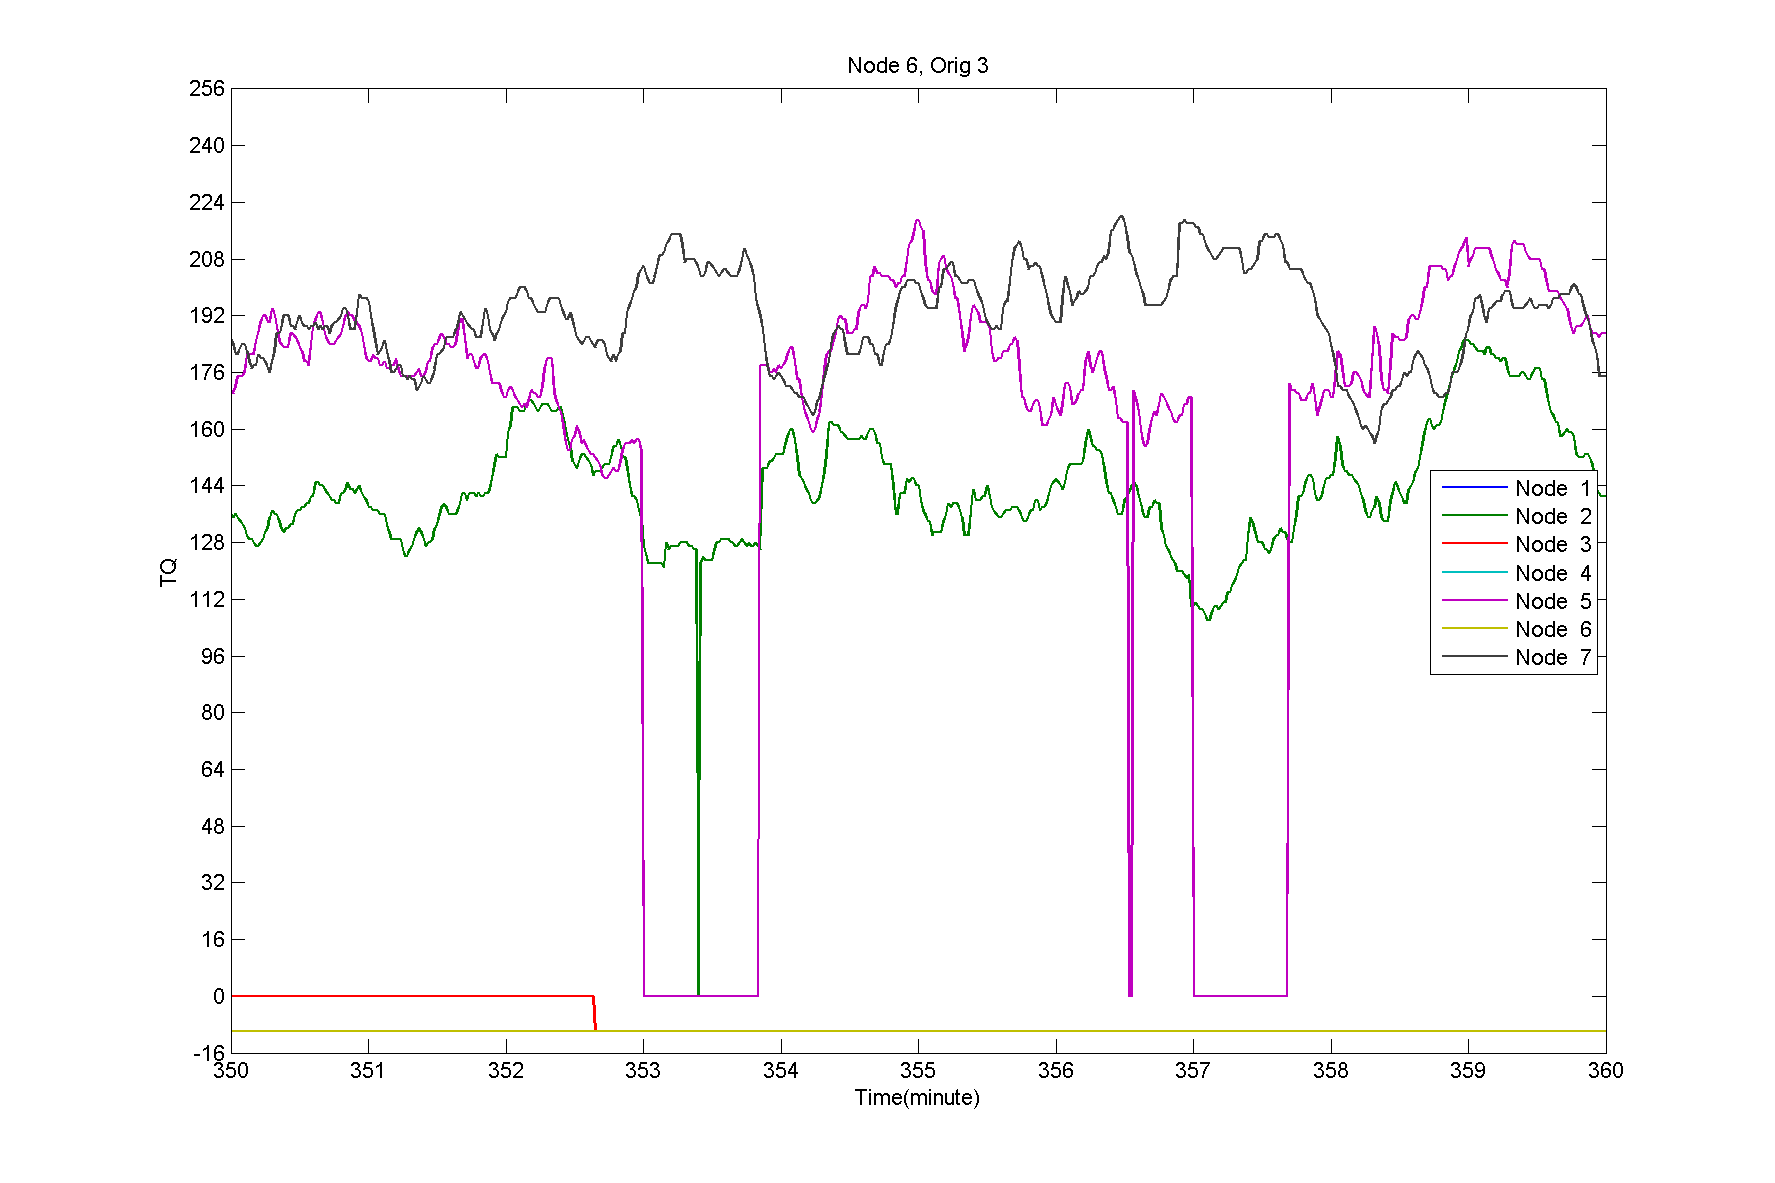 Node 6, Orig 3
256
240
224
208
192
176
160
144
128
112
96
80
64
48
32
16
0
-16
TQ
Node 1
Node 2
Node 3
Node 4
Node 5
Node 6
Node 7
350 351 352 353 354 355 356 357 358 359 360
Time(minute)